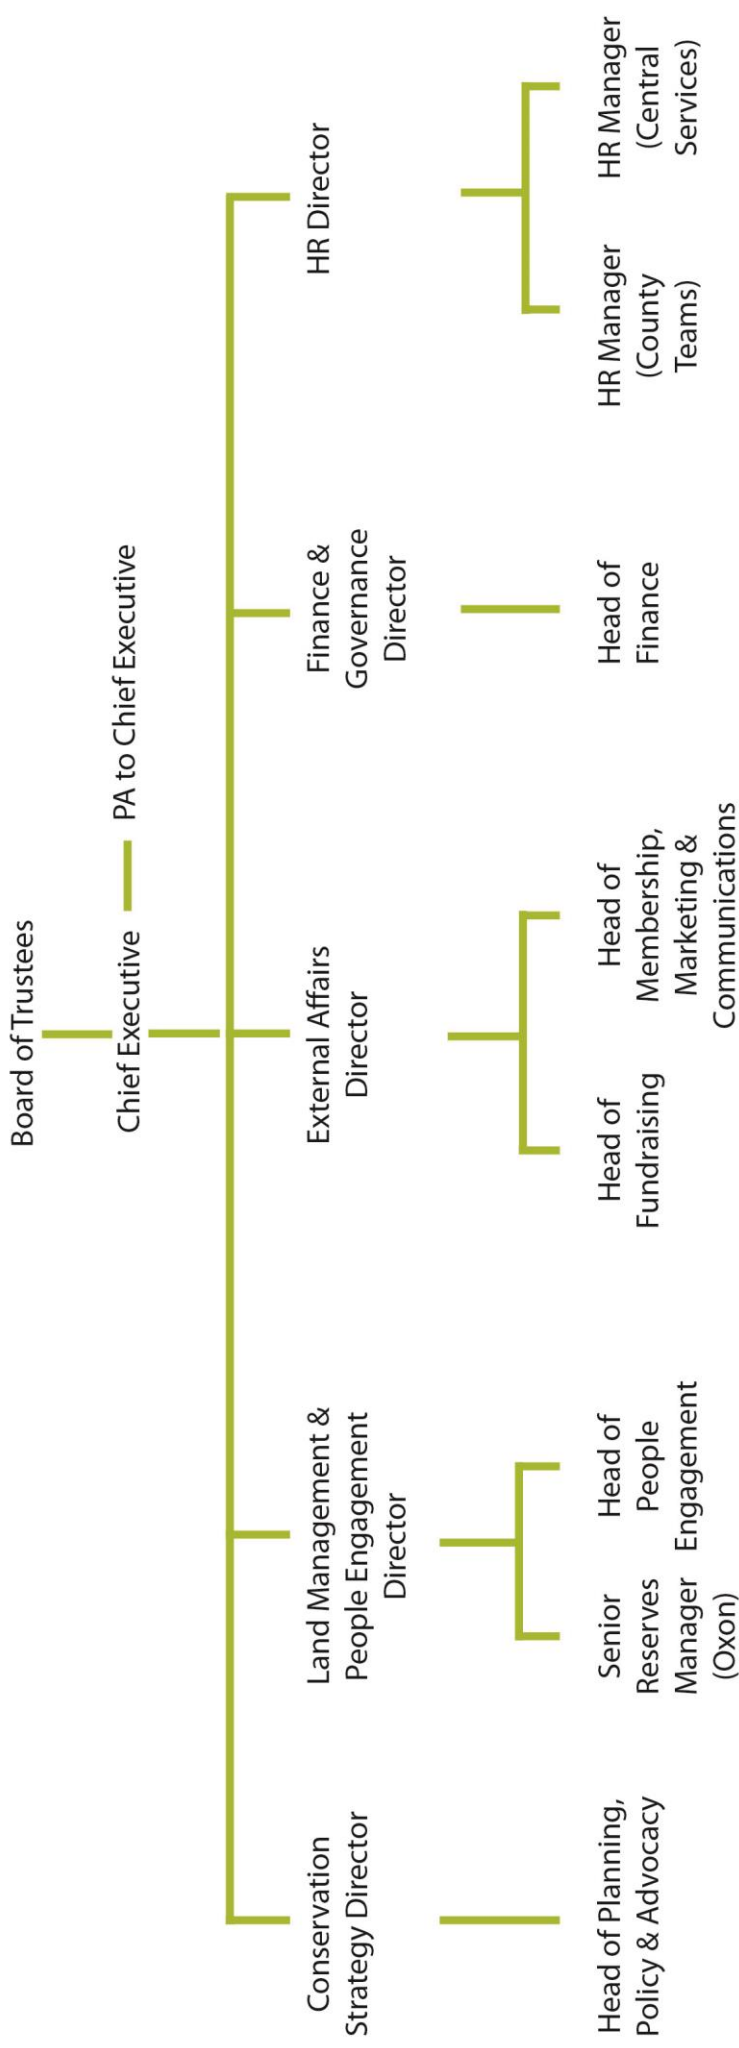 Board of Trustees
Chief Executive
PA to Chief Executive
Conservation
Strategy Director
Land Management &
People Engagement
Director
External Affairs
Director
Finance &
Governance
Director
HR Director
Head of Planning,
Policy & Advocacy
Senior
Reserves
Manager
(Oxon)
Head of
People
Engagement
Head of
Fundraising
Head of
Membership,
Marketing &
Communications
Head of
Finance
HR Manager
(County
Teams)
HR Manager
(Central
Services)